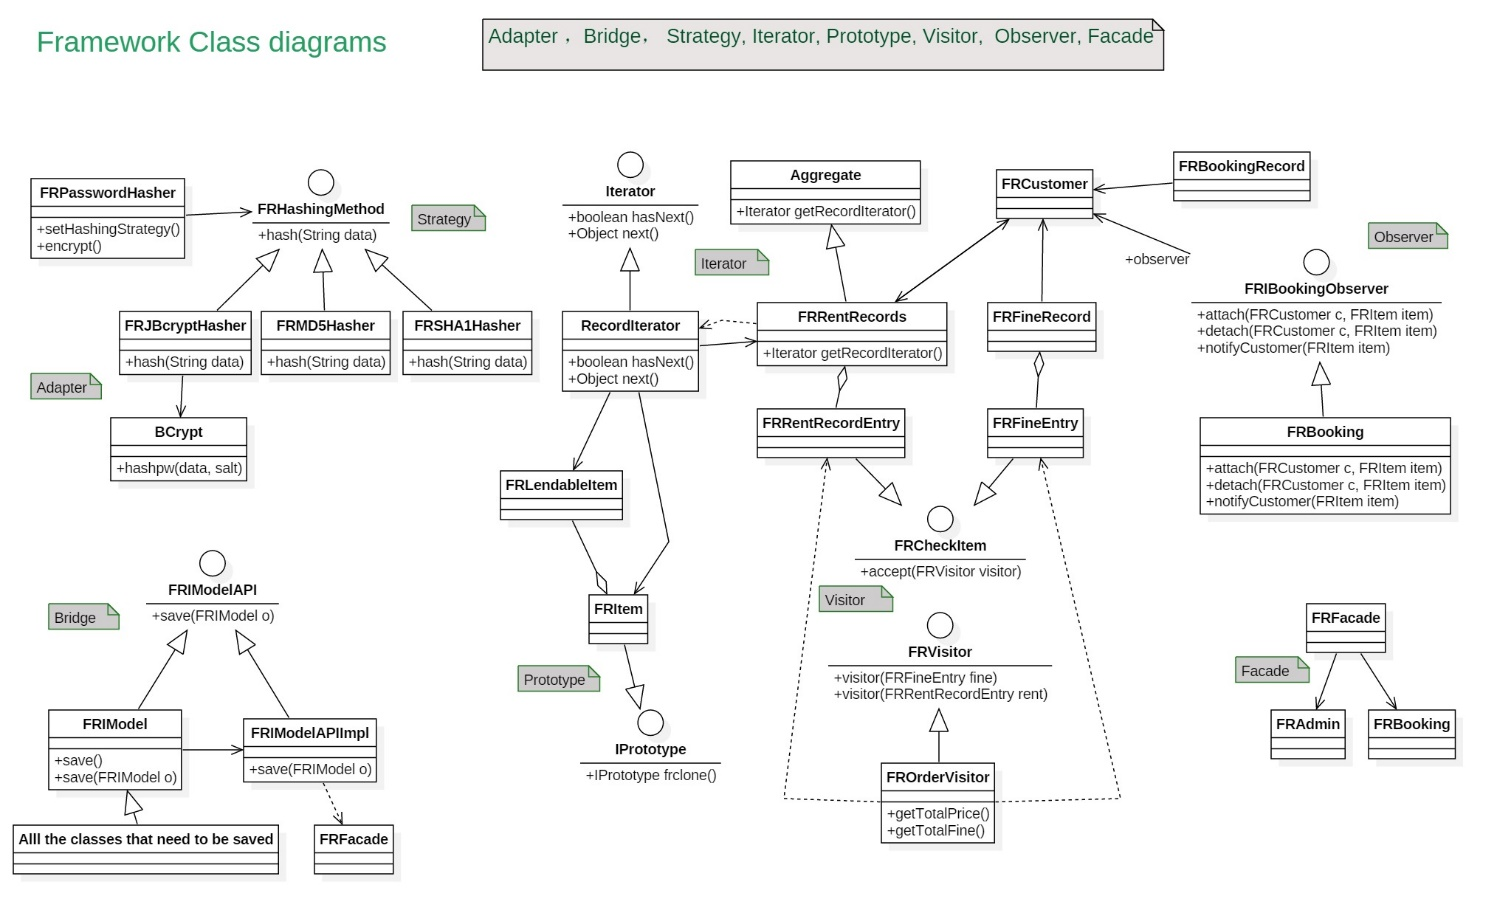 Framework Class diagrams
Adapter， Bridge， Strategy, Iterator, Prototype, Visitor, Observer, Facade
FRPasswordHasher
+setHashingStrategy()
+encrypt()
FRHashingMethod
+hash(String data)
Strategy
FRJBcryptHasher
+hash(String data)
FRMD5Hasher
+hash(String data)
FRSHA1Hasher
+hash(String data)
Adapter
BCrypt
+hashpw(data, salt)
Iterator
+boolean hasNext()
+Object next()
Iterator
Aggregate
+Iterator getRecordIterator()
RecordIterator
+boolean hasNext()
+Object next()
FRRentRecords
+Iterator getRecordIterator()
FRCustomer
FRBookingRecord
+observer
Observer
FRFineRecord
FRIBookingObserver
+attach(FRCustomer c, FRItem item)
+detach(FRCustomer c, FRItem item)
+notifyCustomer(FRItem item)
FRBooking
+attach(FRCustomer c, FRItem item)
+detach(FRCustomer c, FRItem item)
+notifyCustomer(FRItem item)
FRRentRecordEntry
FRFineEntry
FRLendableItem
FRItem
Prototype
IPrototype
+IPrototype frclone()
FRCheckItem
+accept(FRVisitor visitor)
Visitor
FRVisitor
+visitor(FRFineEntry fine)
+visitor(FRRentRecordEntry rent)
FROrderVisitor
+getTotalPrice()
+getTotalFine()
Bridge
FRIModelAPI
+save(FRIModel o)
FRIModel
+save()
+save(FRIModel o)
FRIModelAPIImpl
+save(FRIModel o)
Alll the classes that need to be saved
FRFacade
FRFacade
Facade
FRAdmin
FRBooking